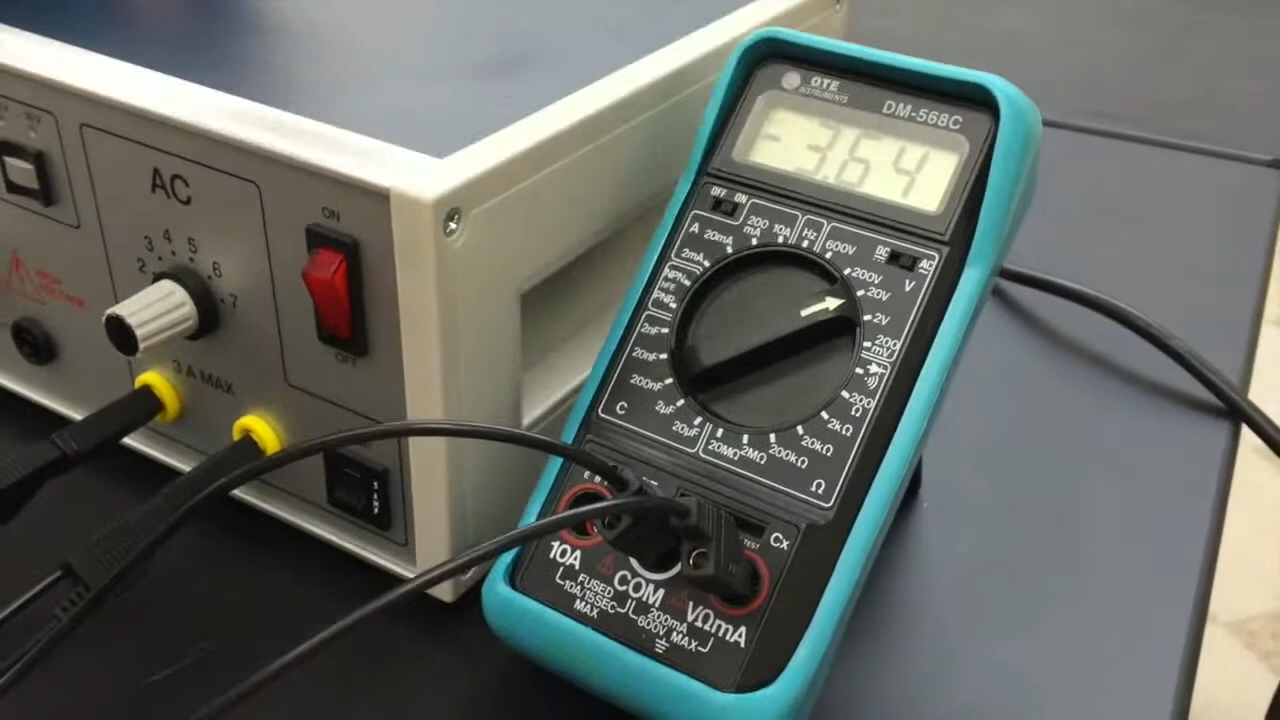 AC
2 3 4 5 6 7
3 A MAX
ON
OFF
OTE
INSTRUMENTS
DM-568C
-3.64
OFF ON
A
2mA
20mA
200 mA
10A
Hz
600V
200V
20V
2V
200 mV
DC AC
V
NPN
hFE
PNP
2nF
20nF
200nF
2µF
20µF
C
200 Ω
2kΩ
20kΩ
200kΩ
2MΩ
20MΩ
Ω
E B
Cx
TEST
10A
COM
VΩmA
FUSED
10A/15SEC
MAX
200mA
600V MAX